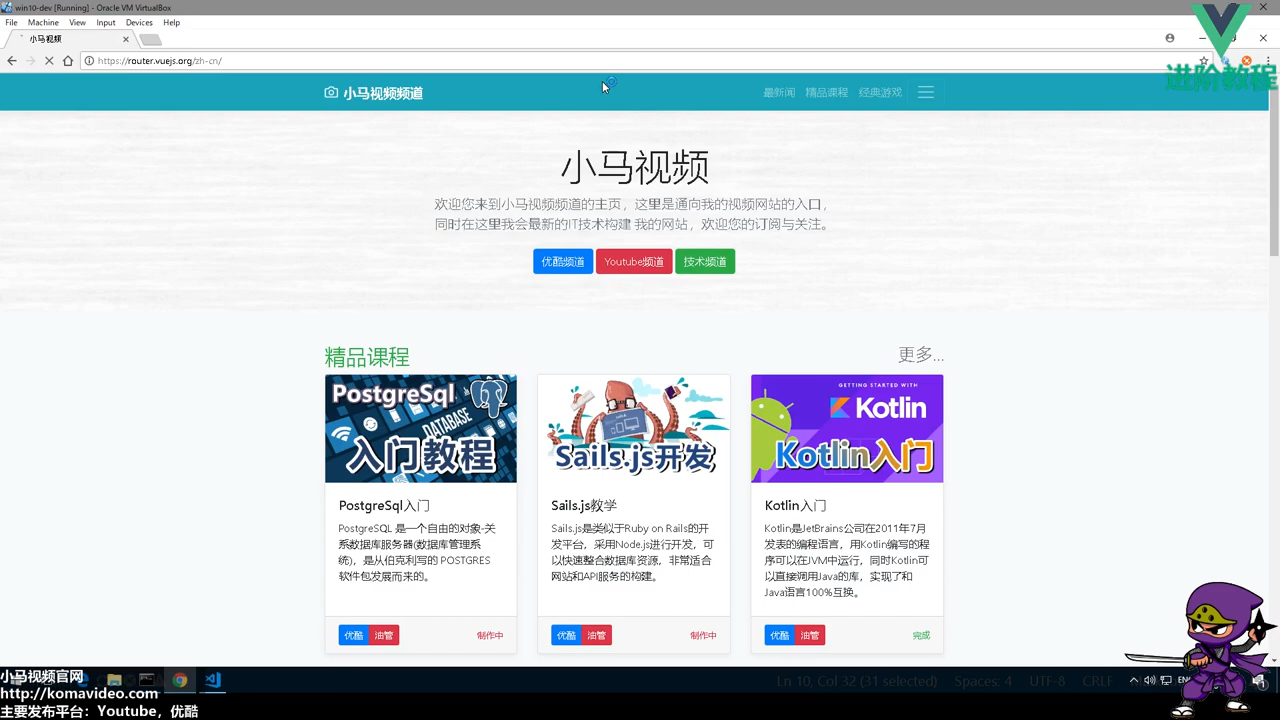 win10-dev [Running] - Oracle VM VirtualBox
File Machine View Input Devices Help
小马视频
https://router.vuejs.org/zh-cn/
进阶教程
小马视频频道
最新闻 精品课程 经典游戏
小马视频
欢迎您来到小马视频频道的主页，这里是通向我的视频网站的入口，
同时在这里我会最新的IT技术构建 我的网站，欢迎您的订阅与关注。
优酷频道 Youtube频道 技术频道
精品课程 更多...
PostgreSql
DATABASE
入门教程
Sails.js开发
GETTING STARTED WITH
Kotlin
Kotlin入门
PostgreSql入门
PostgreSQL 是一个自由的对象-关
系数据库服务器(数据库管理系
统)，是从伯克利写的 POSTGRES
软件包发展而来的。
优酷 油管 制作中
Sails.js教学
Sails.js是类似于Ruby on Rails的开
发平台，采用Node.js进行开发，可
以快速整合数据库资源，非常适合
网站和API服务的构建。
优酷 油管 制作中
Kotlin入门
Kotlin是JetBrains公司在2011年7月
发表的编程语言，用Kotlin编写的程
序可以在JVM中运行，同时Kotlin可
以直接调用Java的库，实现了和
Java语言100%互换。
优酷 油管 完成
小马视频官网
http://komavideo.com
主要发布平台：Youtube，优酷
Ln 10, Col 32 (31 selected) Spaces: 4 UTF-8 CRLF